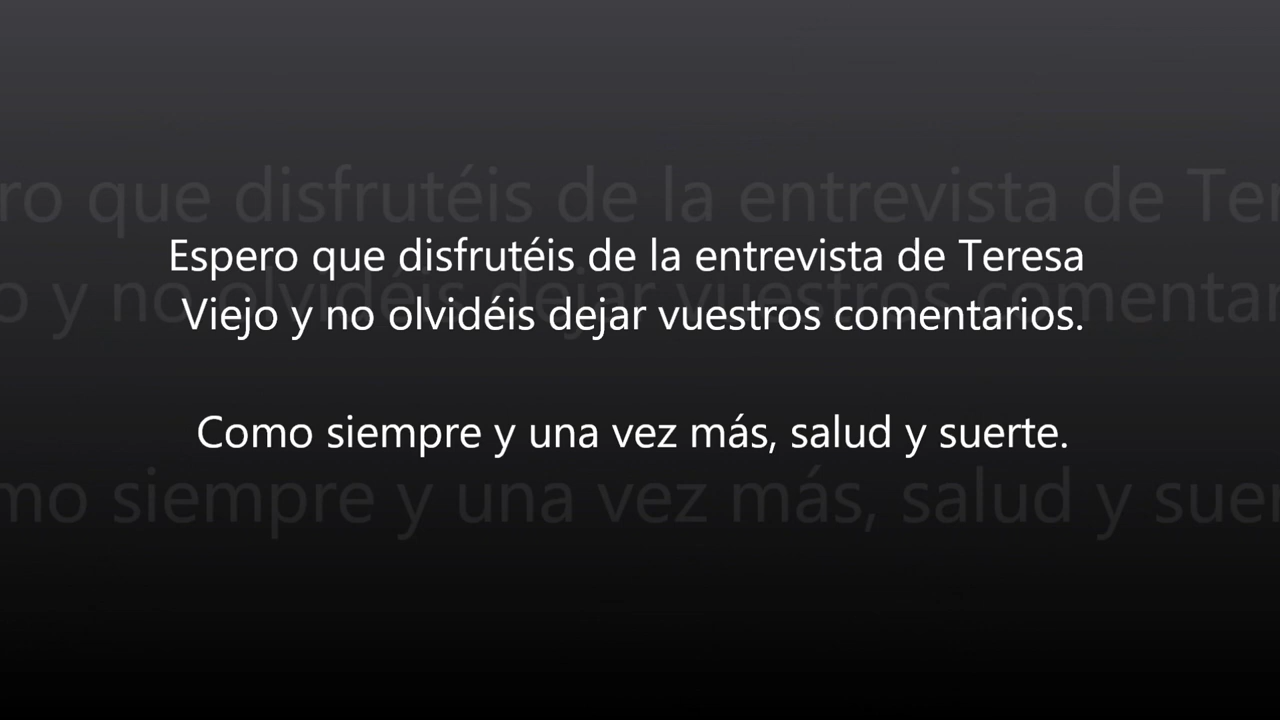 Espero que disfrutéis de la entrevista de Teresa
Viejo y no olvidéis dejar vuestros comentarios.
Como siempre y una vez más, salud y suerte.